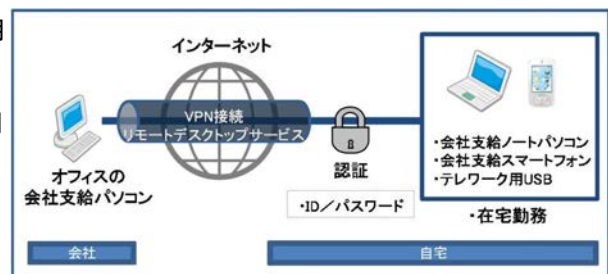 インターネット
VPN接続
リモートデスクトップサービス
オフィスの
会社支給パソコン
認証
・ID/パスワード
・会社支給ノートパソコン
・会社支給スマートフォン
・テレワーク用USB
・在宅勤務
会社
自宅